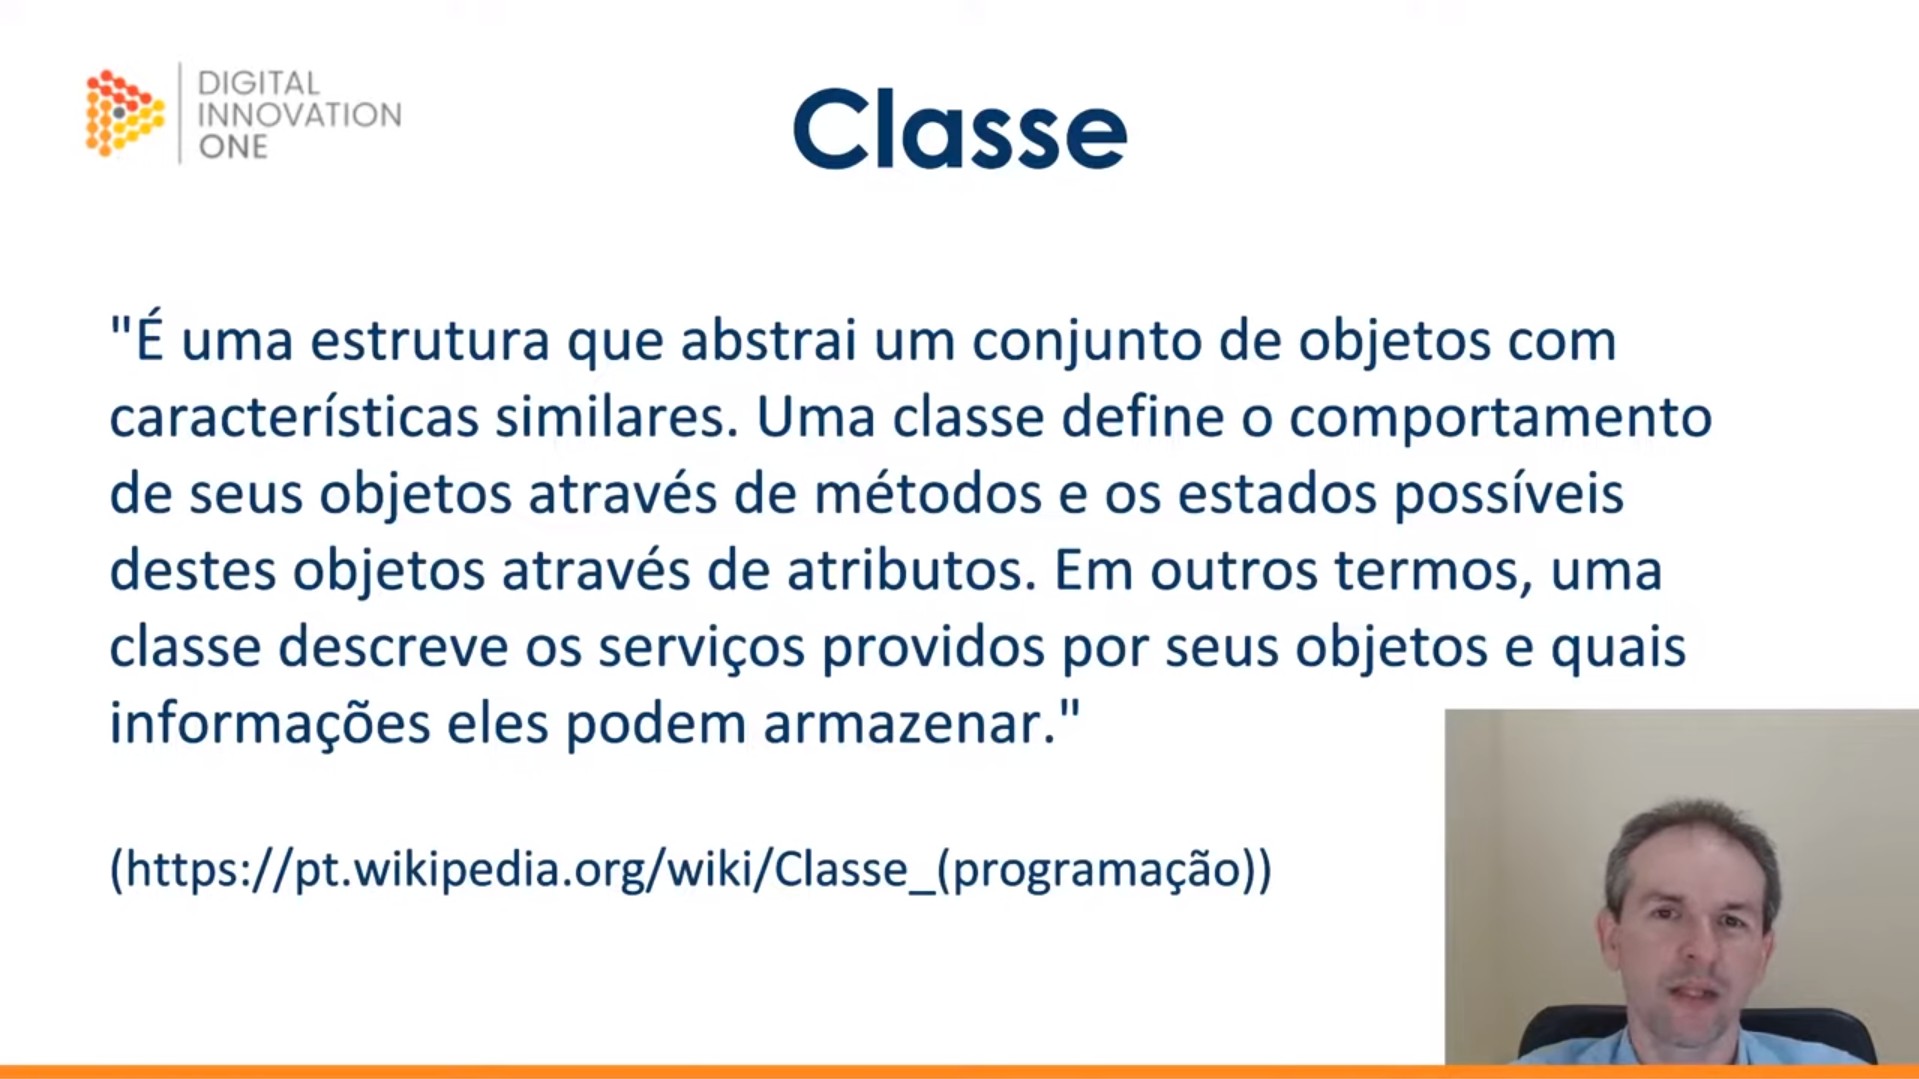 DIGITAL
INNOVATION
ONE
Classe
"É uma estrutura que abstrai um conjunto de objetos com
características similares. Uma classe define o comportamento
de seus objetos através de métodos e os estados possíveis
destes objetos através de atributos. Em outros termos, uma
classe descreve os serviços providos por seus objetos e quais
informações eles podem armazenar."
(https://pt.wikipedia.org/wiki/Classe_(programação))